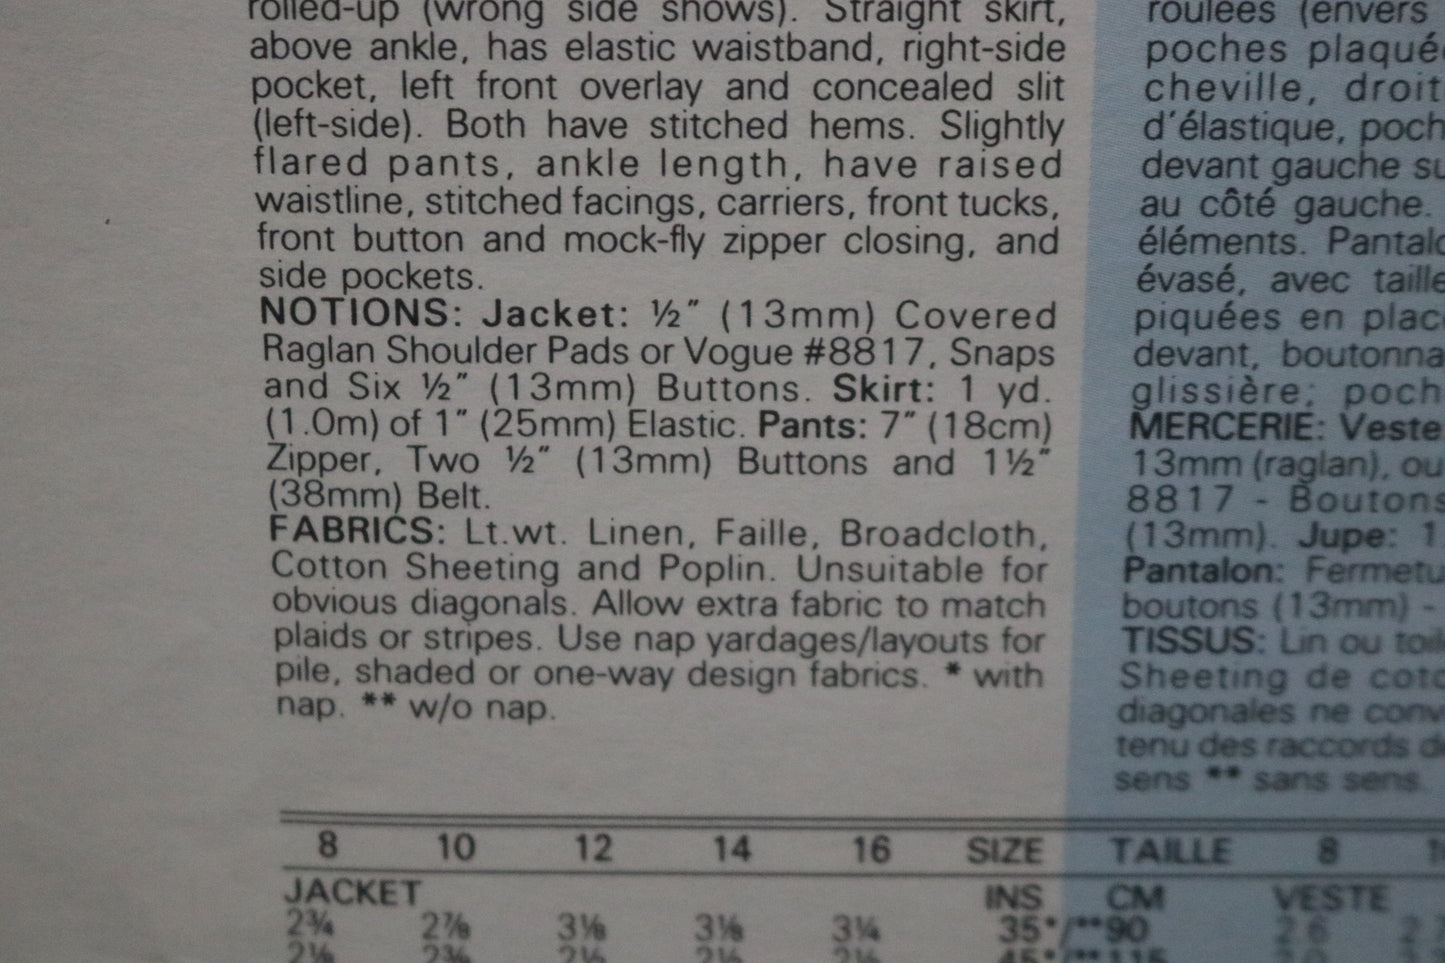 rolled-up (wrong side shows). Straight skirt,
above ankle, has elastic waistband, right-side
pocket, left front overlay and concealed slit
(left-side). Both have stitched hems. Slightly
flared pants, ankle length, have raised
waistline, stitched facings, carriers, front tucks,
front button and mock-fly zipper closing, and
side pockets.
NOTIONS: Jacket: ½″ (13mm) Covered
Raglan Shoulder Pads or Vogue #8817, Snaps
and Six ½″ (13mm) Buttons. Skirt: 1 yd.
(1.0m) of 1″ (25mm) Elastic. Pants: 7″ (18cm)
Zipper, Two ½″ (13mm) Buttons and 1½″
(38mm) Belt.
FABRICS: Lt.wt. Linen, Faille, Broadcloth,
Cotton Sheeting and Poplin. Unsuitable for
obvious diagonals. Allow extra fabric to match
plaids or stripes. Use nap yardages/layouts for
pile, shaded or one-way design fabrics. * with
nap. ** w/o nap.
roulées (envers
poches plaqué
cheville, droit
d'élastique, poch
devant gauche su
au côté gauche.
éléments. Pantalo
évasé, avec taille
piquées en plac
devant, boutonna
glissière; poch
MERCERIE: Veste
13mm (raglan), ou
8817 - Boutons
(13mm). Jupe: 1
Pantalon: Fermetu
boutons (13mm) -
TISSUS: Lin ou toil
Sheeting de coto
diagonales ne conv
tenu des raccords d
sens ** sans sens.
8 10 12 14 16 SIZE TAILLE 8
JACKET INS CM VESTE
2¾ 2⅞ 3⅛ 3⅛ 3¼ 35*/**90
45*/**115